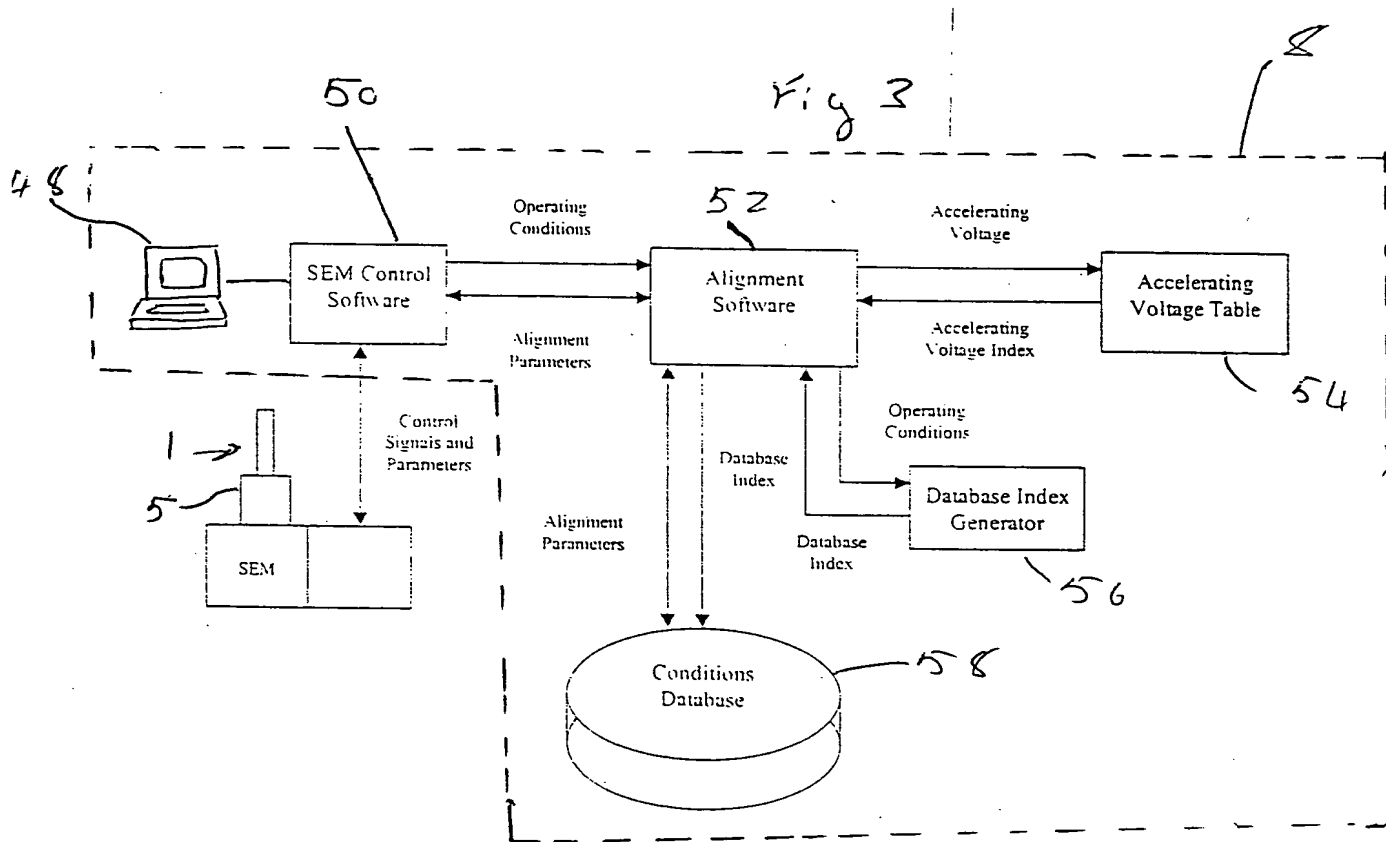 Fig 3
8
50
48
52
Operating
Conditions
Accelerating
Voltage
SEM Control
Software
Alignment
Software
Accelerating
Voltage Table
Alignment
Parameters
Accelerating
Voltage Index
54
1
5
Control
Signals and
Parameters
Operating
Conditions
Database
Index
Database Index
Generator
Alignment
Parameters
Database
Index
SEM
56
58
Conditions
Database